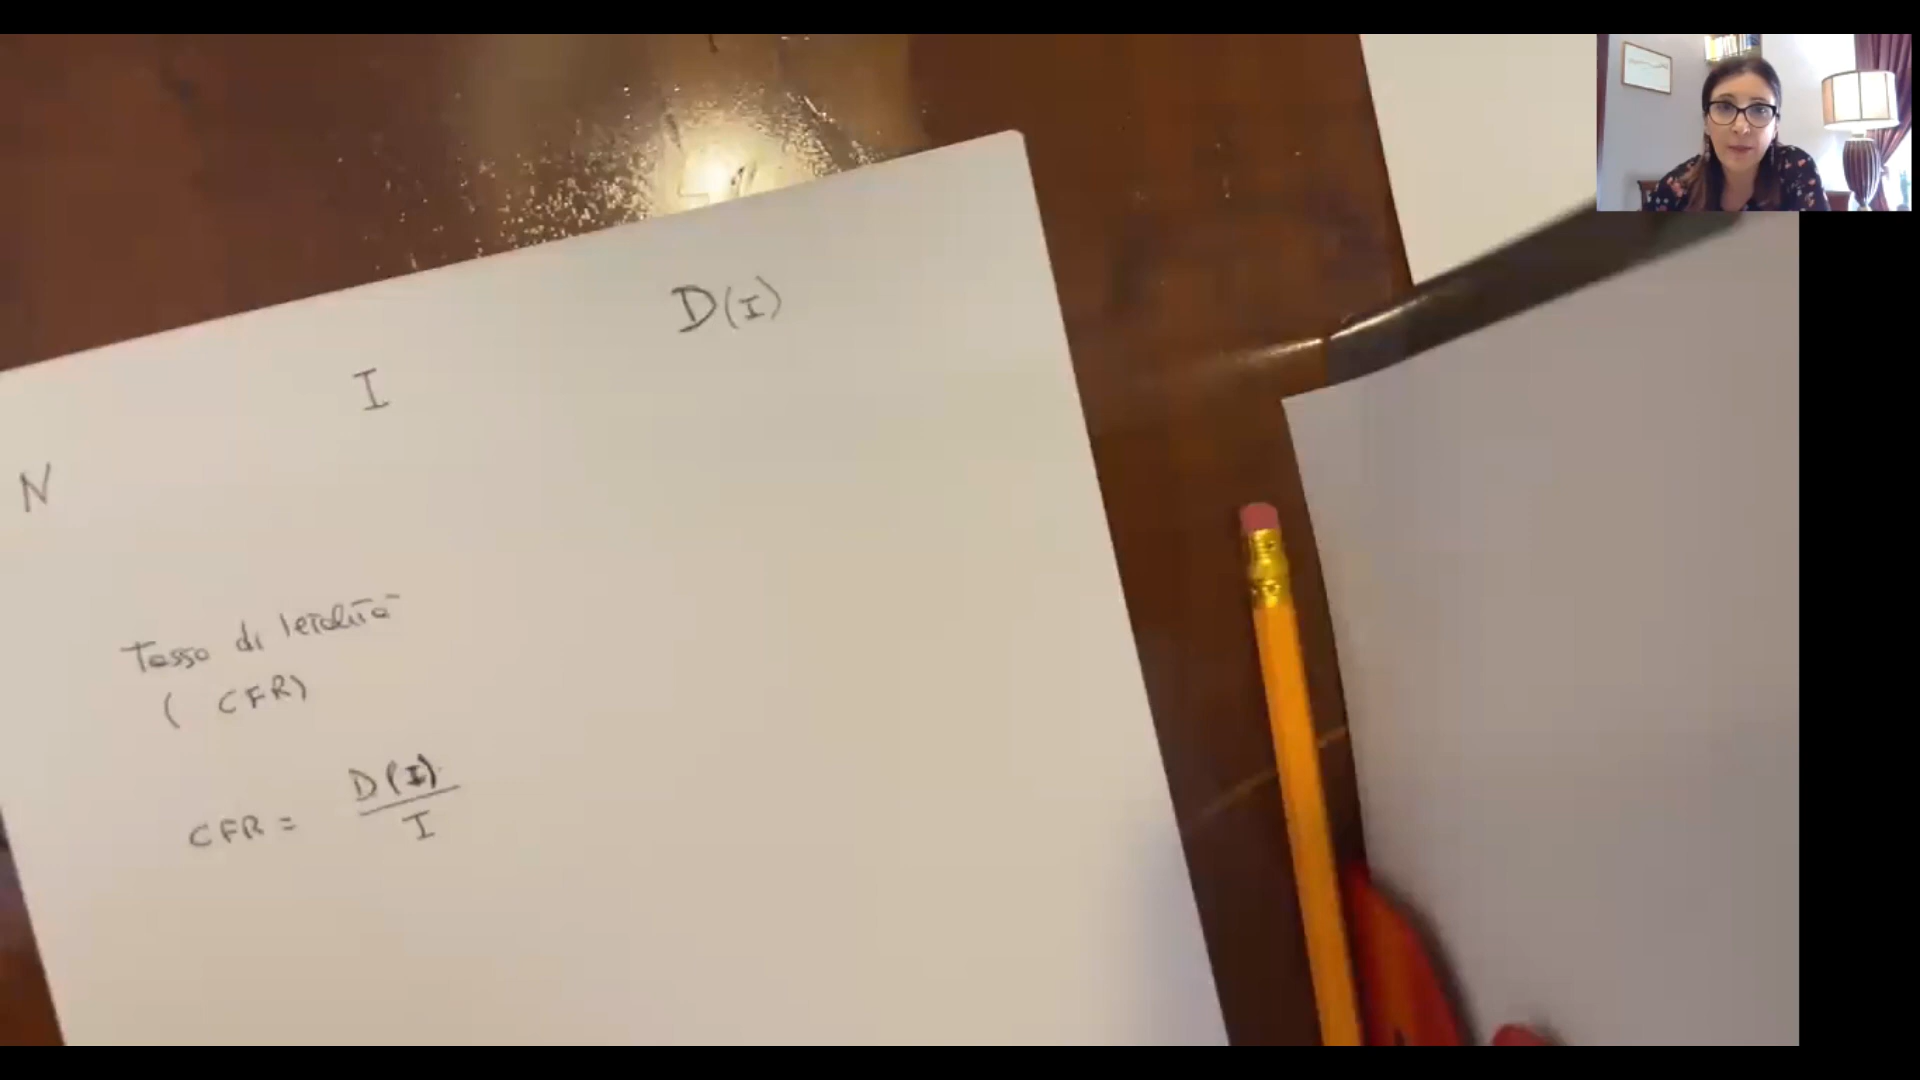 D(I)
I
N
Tasso di letalità
( CFR)
CFR = D(I) / I